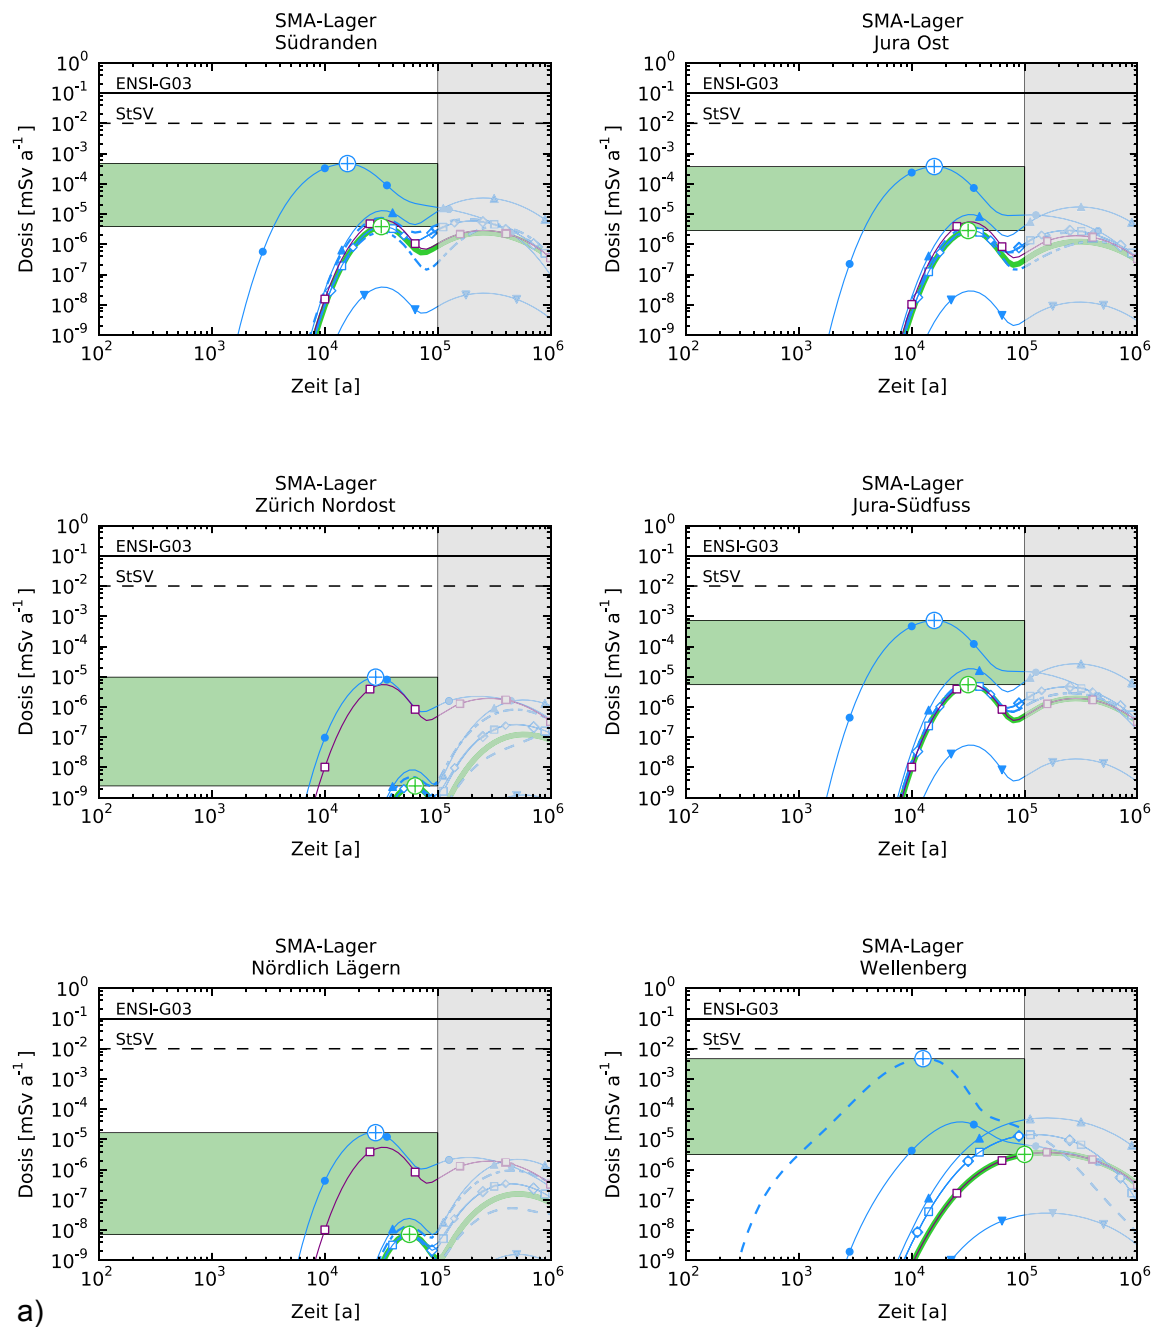 SMA-Lager
Südranden
10^0
10^-1
10^-2
10^-3
10^-4
10^-5
10^-6
10^-7
10^-8
10^-9
Dosis [mSv a^-1 ]
ENSI-G03
StSV
10^2
10^3
10^4
10^5
10^6
Zeit [a]
SMA-Lager
Jura Ost
10^0
10^-1
10^-2
10^-3
10^-4
10^-5
10^-6
10^-7
10^-8
10^-9
Dosis [mSv a^-1 ]
ENSI-G03
StSV
10^2
10^3
10^4
10^5
10^6
Zeit [a]
SMA-Lager
Zürich Nordost
10^0
10^-1
10^-2
10^-3
10^-4
10^-5
10^-6
10^-7
10^-8
10^-9
Dosis [mSv a^-1 ]
ENSI-G03
StSV
10^2
10^3
10^4
10^5
10^6
Zeit [a]
SMA-Lager
Jura-Südfuss
10^0
10^-1
10^-2
10^-3
10^-4
10^-5
10^-6
10^-7
10^-8
10^-9
Dosis [mSv a^-1 ]
ENSI-G03
StSV
10^2
10^3
10^4
10^5
10^6
Zeit [a]
SMA-Lager
Nördlich Lägern
10^0
10^-1
10^-2
10^-3
10^-4
10^-5
10^-6
10^-7
10^-8
10^-9
Dosis [mSv a^-1 ]
ENSI-G03
StSV
10^2
10^3
10^4
10^5
10^6
Zeit [a]
SMA-Lager
Wellenberg
10^0
10^-1
10^-2
10^-3
10^-4
10^-5
10^-6
10^-7
10^-8
10^-9
Dosis [mSv a^-1 ]
ENSI-G03
StSV
10^2
10^3
10^4
10^5
10^6
Zeit [a]
a)